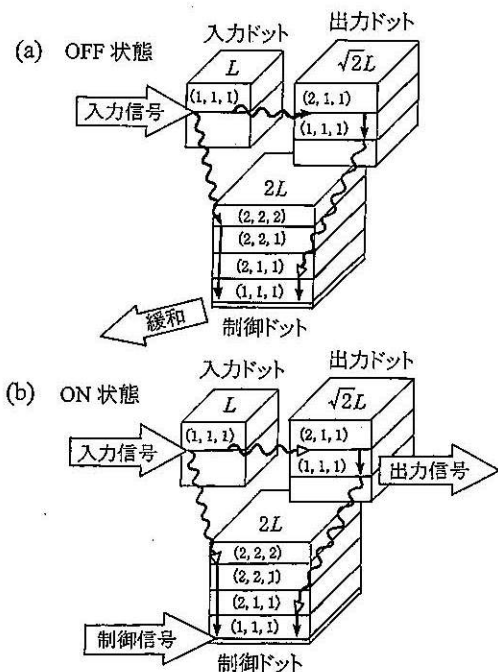 (a) OFF 状態
入力ドット
出力ドット
L
√2L
(1, 1, 1)
(2, 1, 1)
入力信号
(1, 1, 1)
2L
(2, 2, 2)
(2, 2, 1)
(2, 1, 1)
(1, 1, 1)
緩和
制御ドット
(b) ON 状態
入力ドット
出力ドット
L
√2L
(1, 1, 1)
(2, 1, 1)
入力信号
(1, 1, 1)
出力信号
2L
(2, 2, 2)
(2, 2, 1)
(2, 1, 1)
(1, 1, 1)
制御信号
制御ドット